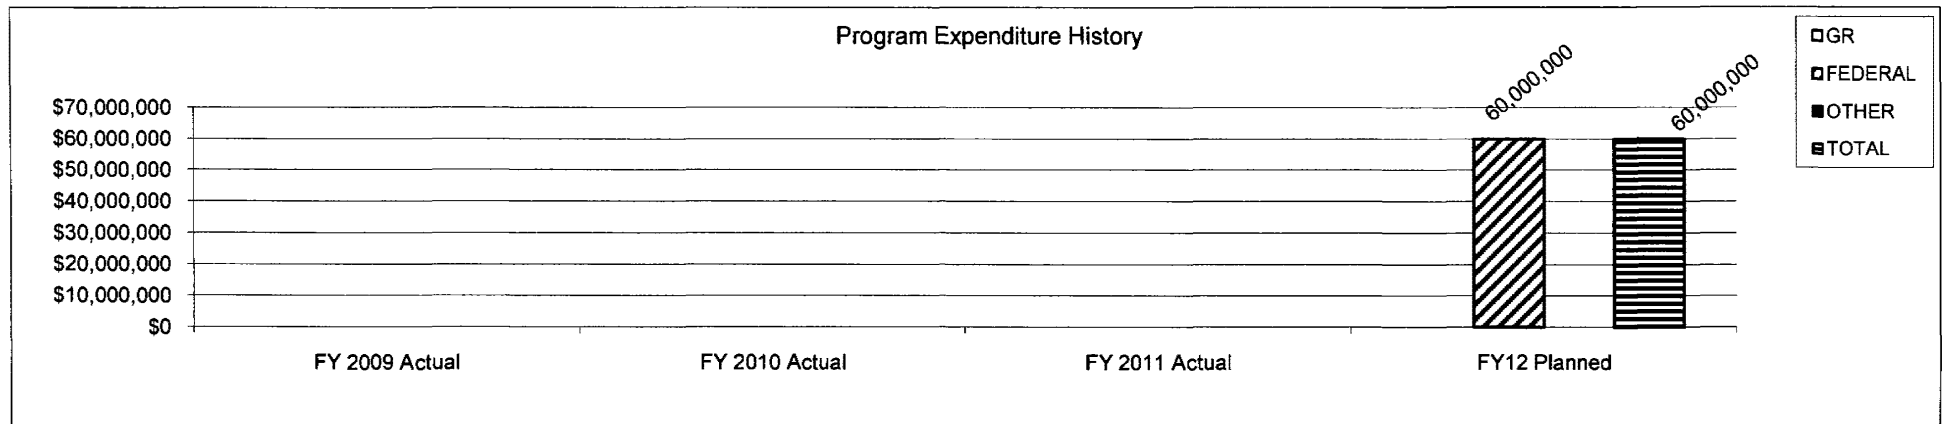 Program Expenditure History
GR
FEDERAL
OTHER
TOTAL
60,000,000
60,000,000
$70,000,000
$60,000,000
$50,000,000
$40,000,000
$30,000,000
$20,000,000
$10,000,000
$0
FY 2009 Actual
FY 2010 Actual
FY 2011 Actual
FY12 Planned